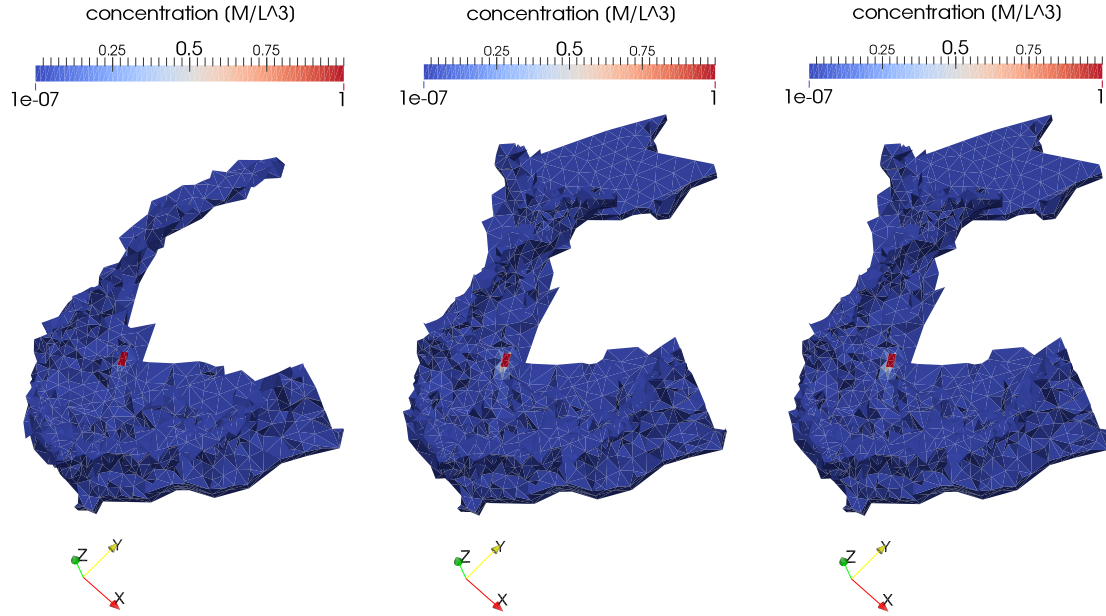 concentration (M/L^3)
0.25 0.5 0.75
1e-07 1
Z Y
X
concentration (M/L^3)
0.25 0.5 0.75
1e-07 1
Z Y
X
concentration (M/L^3)
0.25 0.5 0.75
1e-07 1
Z Y
X